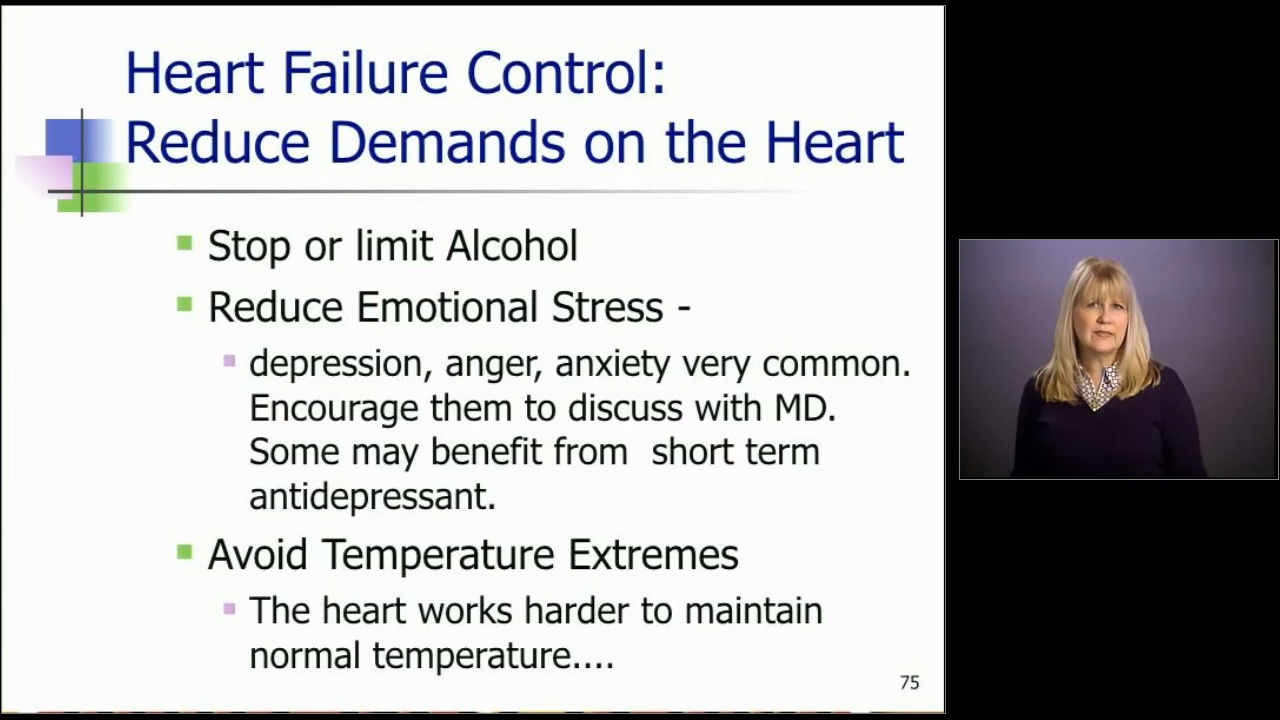 Heart Failure Control:
Reduce Demands on the Heart
Stop or limit Alcohol
Reduce Emotional Stress -
depression, anger, anxiety very common.
Encourage them to discuss with MD.
Some may benefit from  short term
antidepressant.
Avoid Temperature Extremes
The heart works harder to maintain
normal temperature....
75